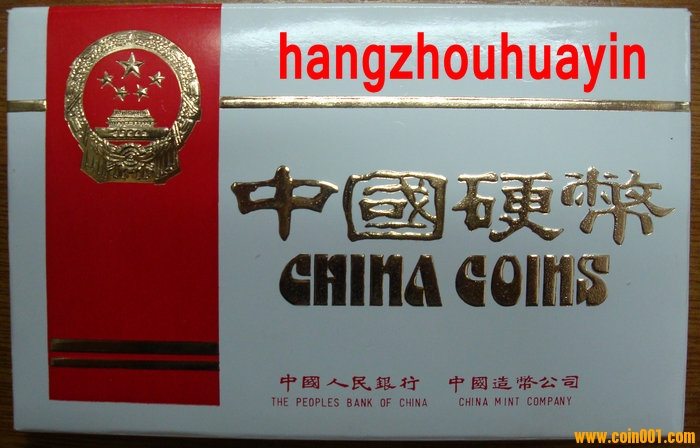 hangzhouhuayin
中國硬幣
CHINA COINS
中國人民銀行 中國造幣公司
THE PEOPLES BANK OF CHINA CHINA MINT COMPANY
www.coin001.com